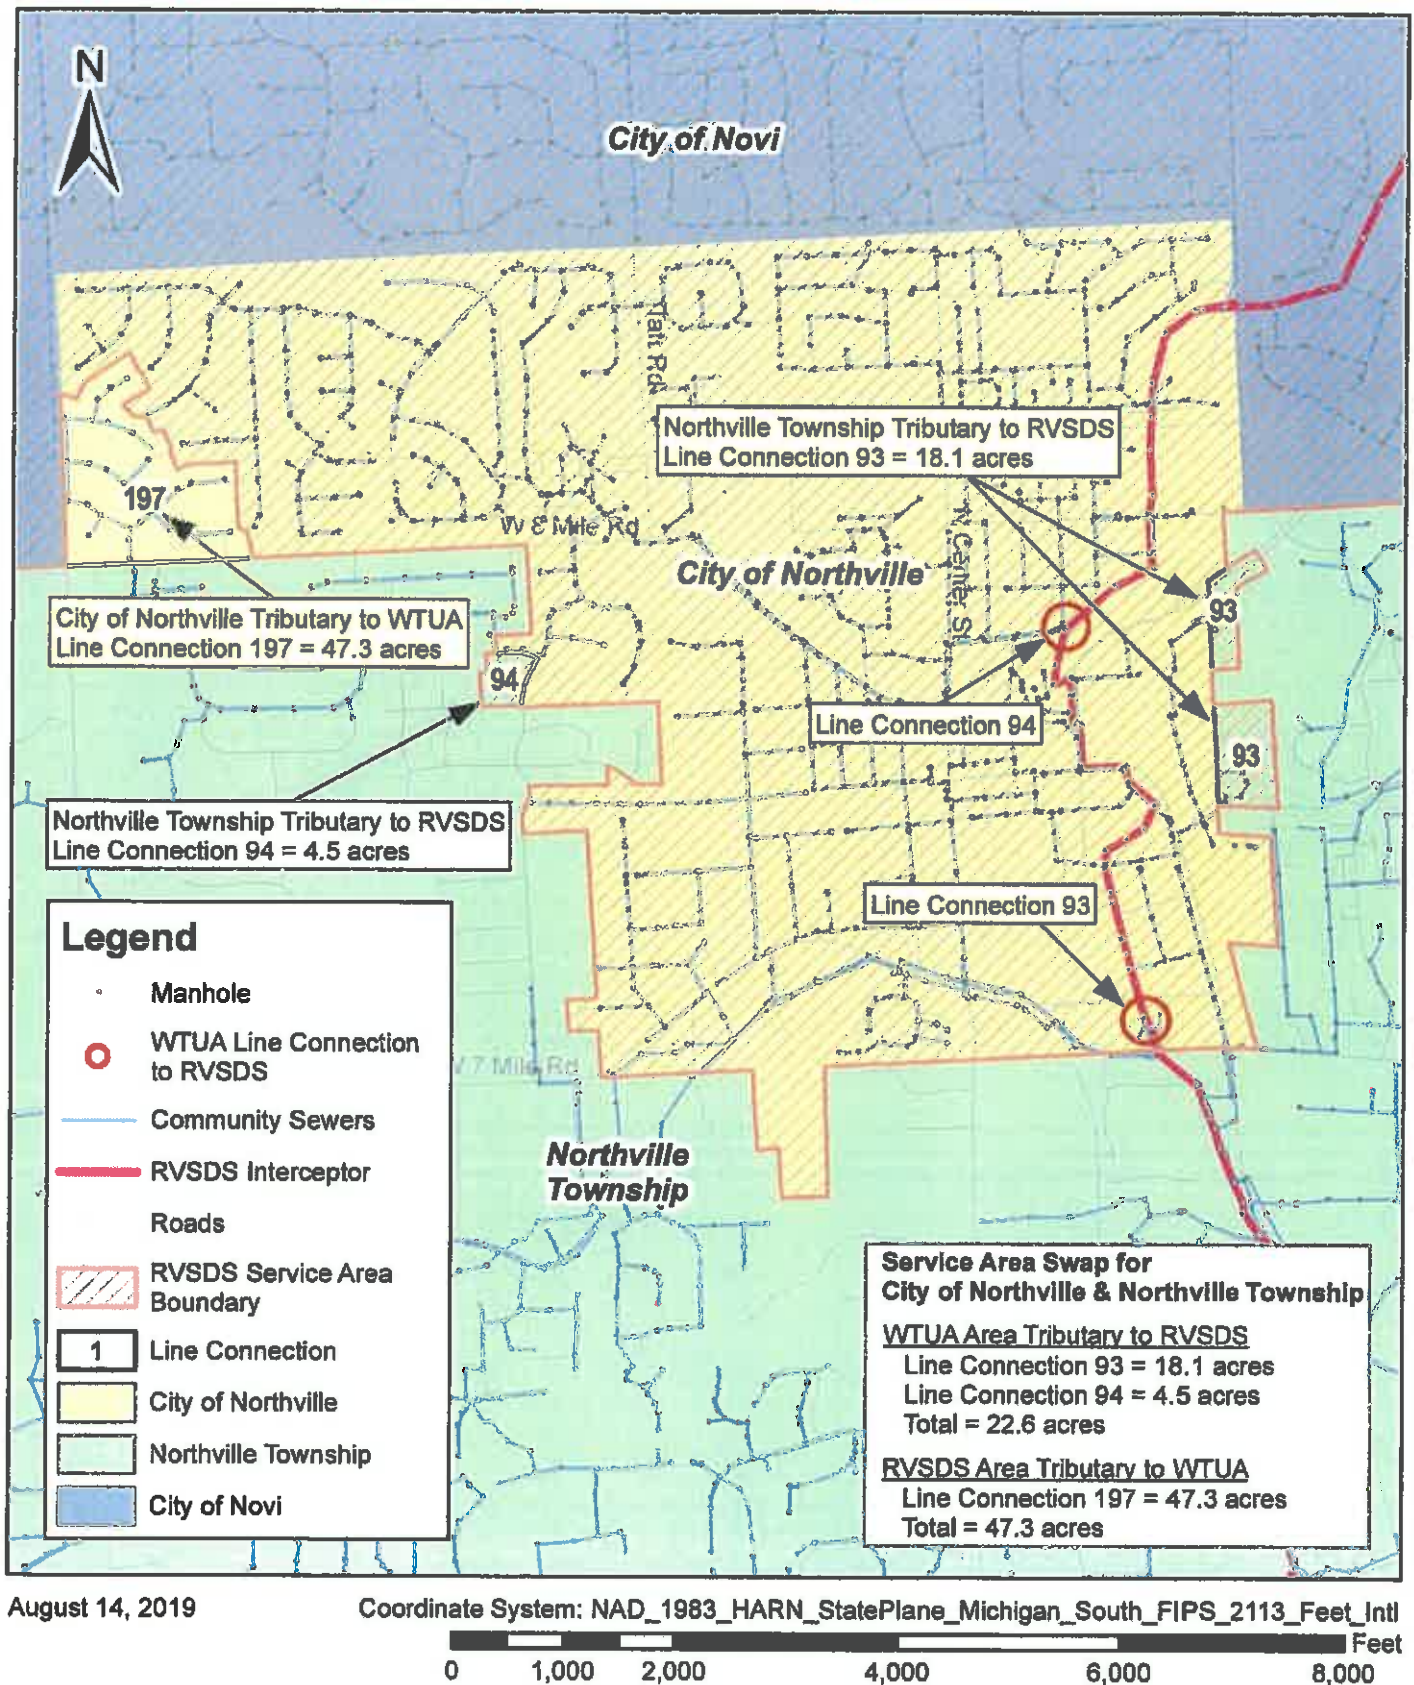 N
City of Novi
Taft Rd
Northville Township Tributary to RVSDS
Line Connection 93 = 18.1 acres
197
W 8 Mile Rd
N Center St
City of Northville
93
City of Northville Tributary to WTUA
Line Connection 197 = 47.3 acres
94
Line Connection 94
93
Northville Township Tributary to RVSDS
Line Connection 94 = 4.5 acres
Line Connection 93
Legend
Manhole
WTUA Line Connection
to RVSDS
Community Sewers
RVSDS Interceptor
Roads
RVSDS Service Area
Boundary
1
Line Connection
City of Northville
Northville Township
City of Novi
7 Mile Rd
Northville
Township
Service Area Swap for
City of Northville & Northville Township
WTUA Area Tributary to RVSDS
Line Connection 93 = 18.1 acres
Line Connection 94 = 4.5 acres
Total = 22.6 acres
RVSDS Area Tributary to WTUA
Line Connection 197 = 47.3 acres
Total = 47.3 acres
August 14, 2019
Coordinate System: NAD_1983_HARN_StatePlane_Michigan_South_FIPS_2113_Feet_Intl
Feet
0 1,000 2,000 4,000 6,000 8,000